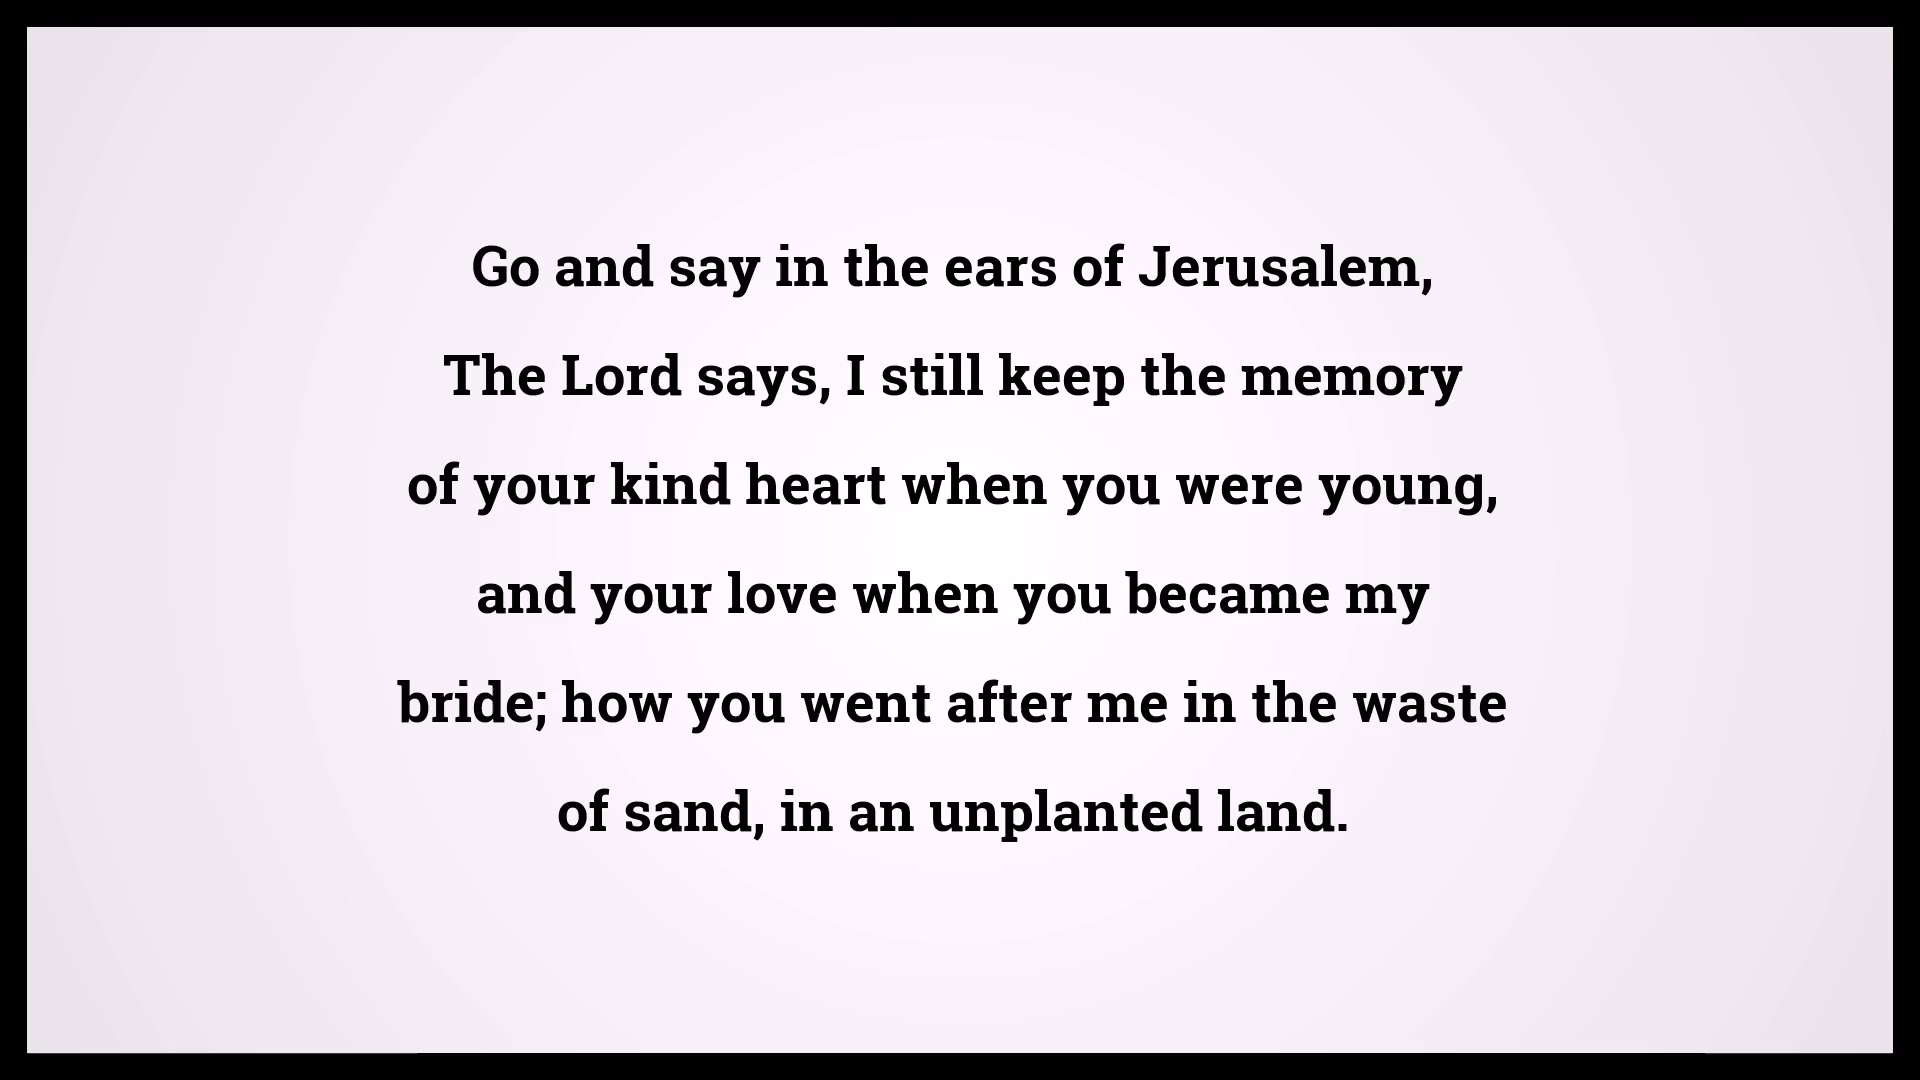 Go and say in the ears of Jerusalem,
The Lord says, I still keep the memory
of your kind heart when you were young,
and your love when you became my
bride; how you went after me in the waste
of sand, in an unplanted land.